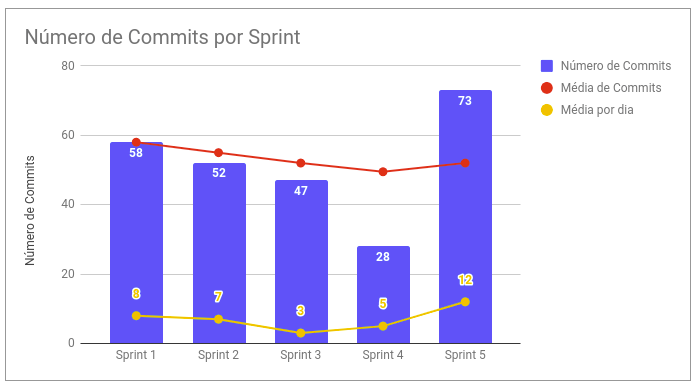 Número de Commits por Sprint
Número de Commits
Média de Commits
Média por dia
Número de Commits
80
60
40
20
0
58
52
47
28
73
8
7
3
5
12
Sprint 1
Sprint 2
Sprint 3
Sprint 4
Sprint 5